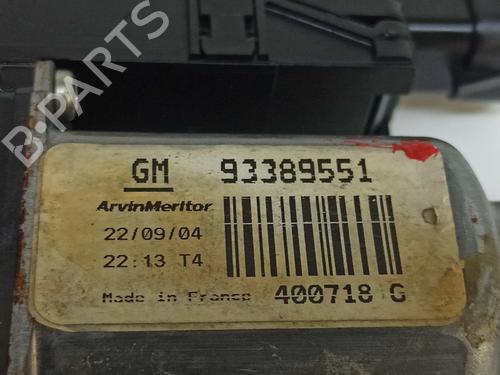 B-PARTS
GM 93389551
ArvinMeritor
22/09/04
22:13 T4
Made in France 400718 G